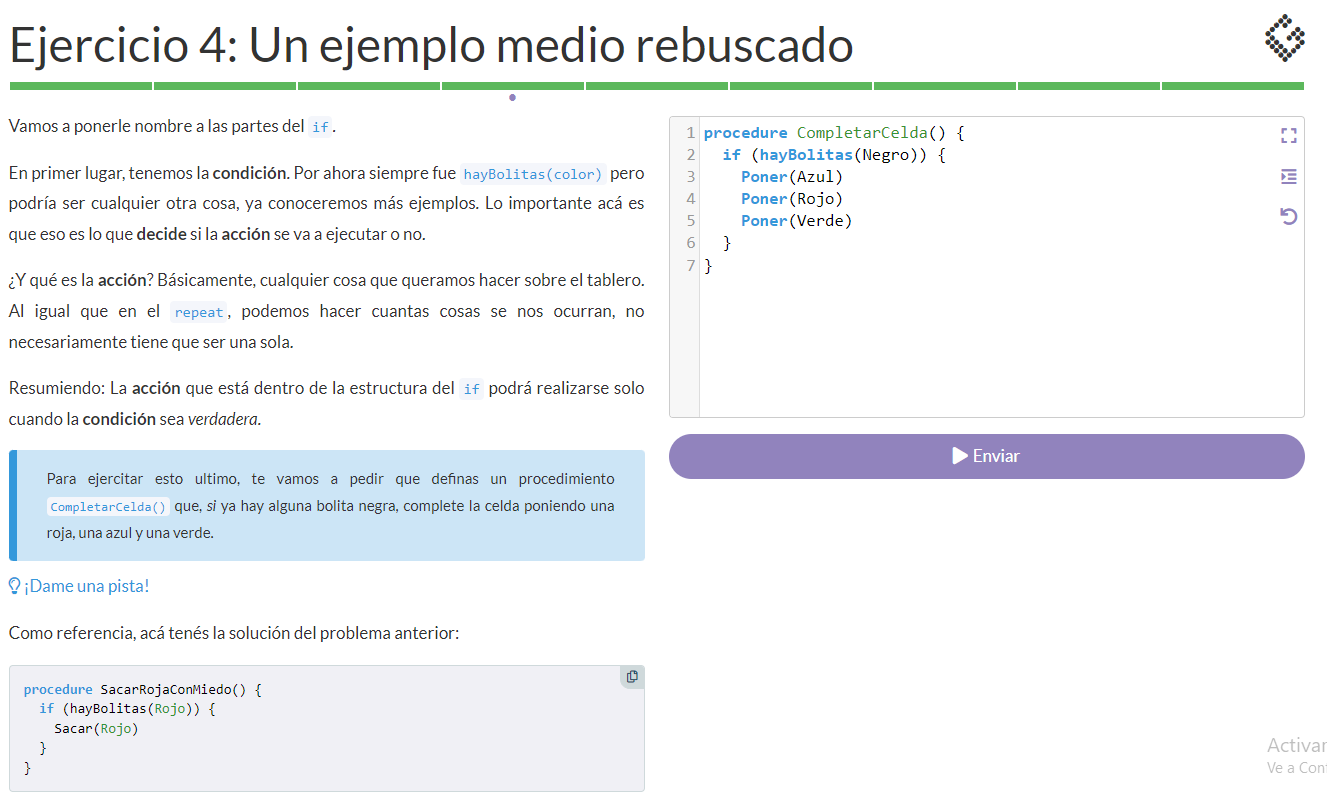 Ejercicio 4: Un ejemplo medio rebuscado
Vamos a ponerle nombre a las partes del if.
En primer lugar, tenemos la condición. Por ahora siempre fue hayBolitas(color) pero
podría ser cualquier otra cosa, ya conoceremos más ejemplos. Lo importante acá es
que eso es lo que decide si la acción se va a ejecutar o no.
¿Y qué es la acción? Básicamente, cualquier cosa que queramos hacer sobre el tablero.
Al igual que en el repeat, podemos hacer cuantas cosas se nos ocurran, no
necesariamente tiene que ser una sola.
Resumiendo: La acción que está dentro de la estructura del if podrá realizarse solo
cuando la condición sea verdadera.
Para ejercitar esto ultimo, te vamos a pedir que definas un procedimiento
CompletarCelda() que, si ya hay alguna bolita negra, complete la celda poniendo una
roja, una azul y una verde.
¡Dame una pista!
Como referencia, acá tenés la solución del problema anterior:
procedure SacarRojaConMiedo() {
if (hayBolitas(Rojo)) {
Sacar(Rojo)
}
}
1 procedure CompletarCelda() {
2 if (hayBolitas(Negro)) {
3 Poner(Azul)
4 Poner(Rojo)
5 Poner(Verde)
6 }
7 }
Enviar
Activar
Ve a Con